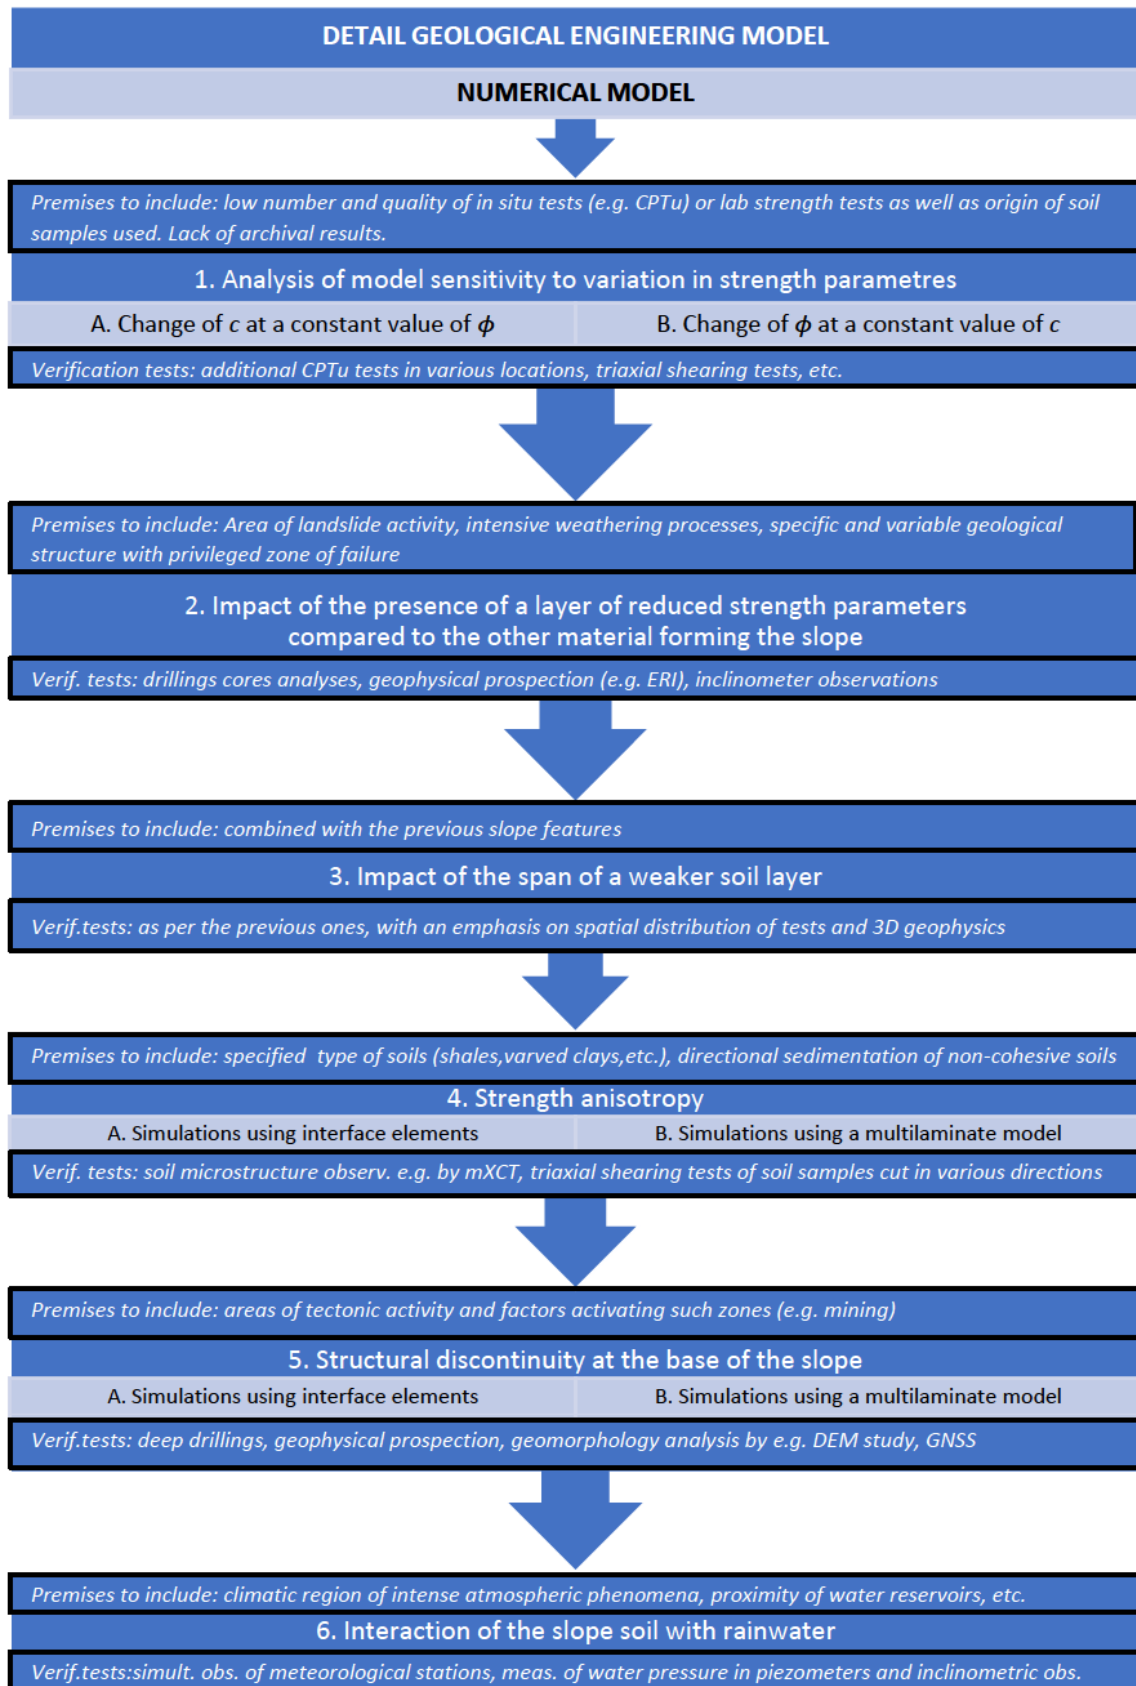 DETAIL GEOLOGICAL ENGINEERING MODEL
NUMERICAL MODEL
Premises to include: low number and quality of in situ tests (e.g. CPTu) or lab strength tests as well as origin of soil
samples used. Lack of archival results.
1. Analysis of model sensitivity to variation in strength parametres
A. Change of c at a constant value of ϕ
B. Change of ϕ at a constant value of c
Verification tests: additional CPTu tests in various locations, triaxial shearing tests, etc.
Premises to include: Area of landslide activity, intensive weathering processes, specific and variable geological
structure with privileged zone of failure
2. Impact of the presence of a layer of reduced strength parameters
compared to the other material forming the slope
Verif. tests: drillings cores analyses, geophysical prospection (e.g. ERI), inclinometer observations
Premises to include: combined with the previous slope features
3. Impact of the span of a weaker soil layer
Verif.tests: as per the previous ones, with an emphasis on spatial distribution of tests and 3D geophysics
Premises to include: specified type of soils (shales,varved clays,etc.), directional sedimentation of non-cohesive soils
4. Strength anisotropy
A. Simulations using interface elements
B. Simulations using a multilaminate model
Verif. tests: soil microstructure observ. e.g. by mXCT, triaxial shearing tests of soil samples cut in various directions
Premises to include: areas of tectonic activity and factors activating such zones (e.g. mining)
5. Structural discontinuity at the base of the slope
A. Simulations using interface elements
B. Simulations using a multilaminate model
Verif.tests: deep drillings, geophysical prospection, geomorphology analysis by e.g. DEM study, GNSS
Premises to include: climatic region of intense atmospheric phenomena, proximity of water reservoirs, etc.
6. Interaction of the slope soil with rainwater
Verif.tests:simult. obs. of meteorological stations, meas. of water pressure in piezometers and inclinometric obs.